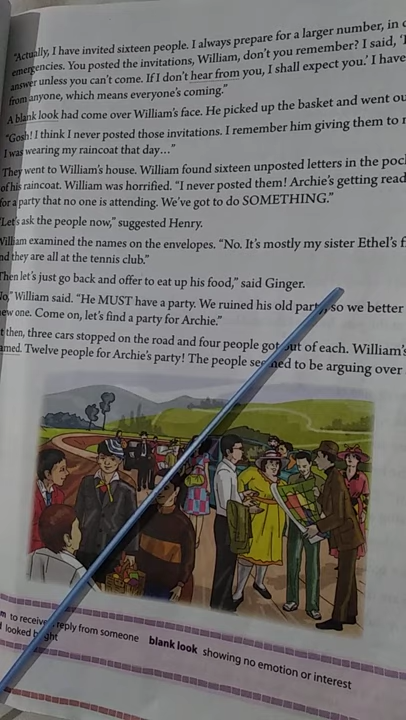 "Actually, I have invited sixteen people. I always prepare for a larger number, in
emergencies. You posted the invitations, William, don't you remember? I said,
answer unless you can't come. If I don't hear from you, I shall expect you.' I have
from anyone, which means everyone's coming."
A blank look had come over William's face. He picked up the basket and went
"Gosh! I think I never posted those invitations. I remember him giving them to
I was wearing my raincoat that day…"
They went to William's house. William found sixteen unposted letters in the
of his raincoat. William was horrified. "I never posted them! Archie's getting
for a party that no one is attending. We've got to do SOMETHING."
"Let's ask the people now," suggested Henry.
William examined the names on the envelopes. "No. It's mostly my sister Ethel's
and they are all at the tennis club."
Then let's just go back and offer to eat up his food," said Ginger.
No," William said. "He MUST have a party. We ruined his old party, so we better
new one. Come on, let's find a party for Archie."
t then, three cars stopped on the road and four people got out of each. William's
Twelve people for Archie's party! The people seemed to be arguing over
to receive reply from someone blank look showing no emotion or interest
looked